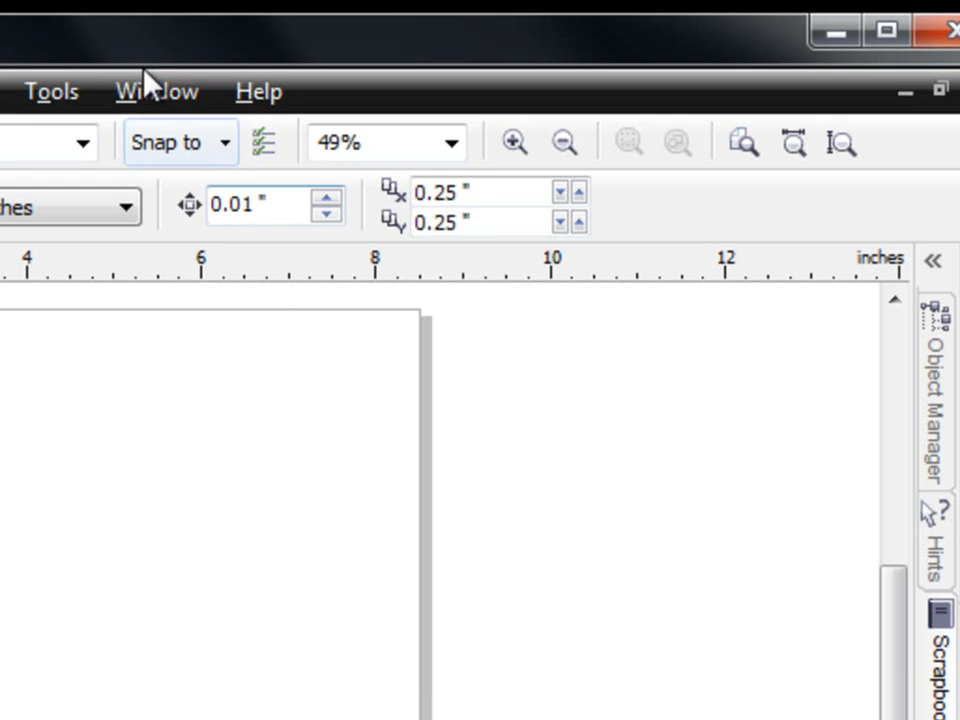 Tools Window Help
Snap to 49%
hes 0.01 " 0.25 "
0.25 "
4 6 8 10 12 inches
Object Manager
Hints
Scrapboo